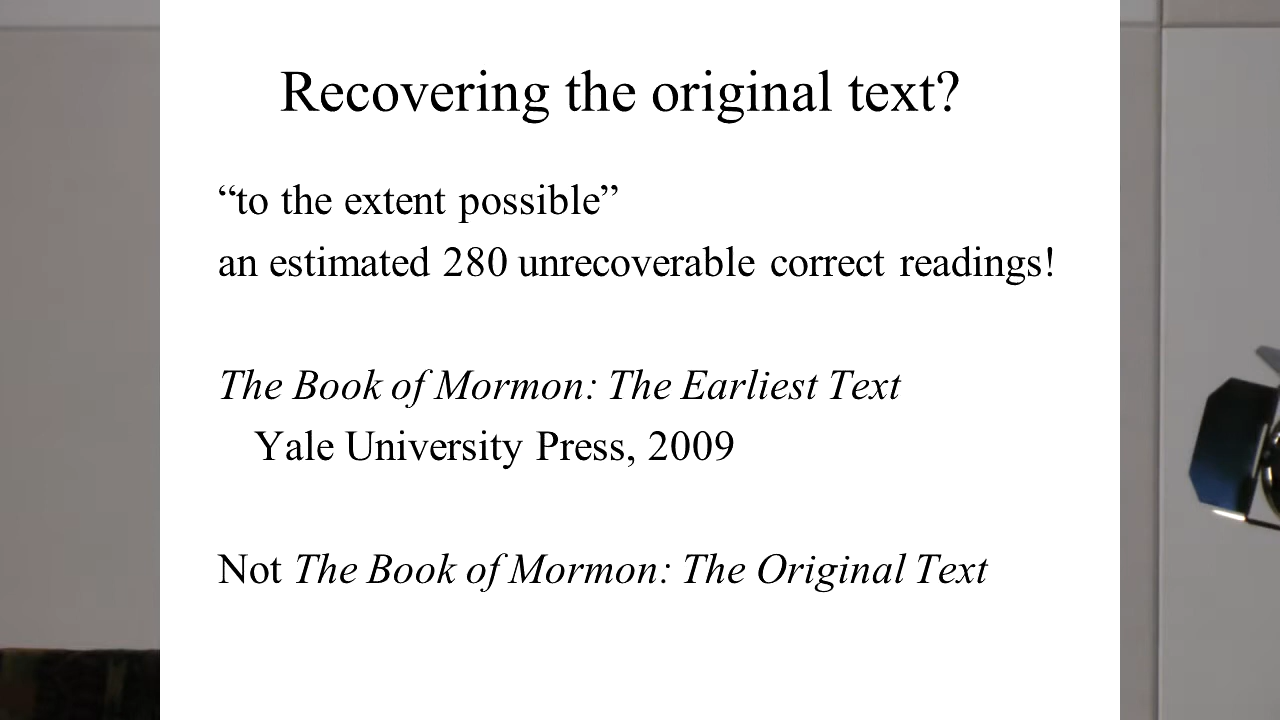 Recovering the original text?
“to the extent possible”
an estimated 280 unrecoverable correct readings!
The Book of Mormon: The Earliest Text
Yale University Press, 2009
Not The Book of Mormon: The Original Text